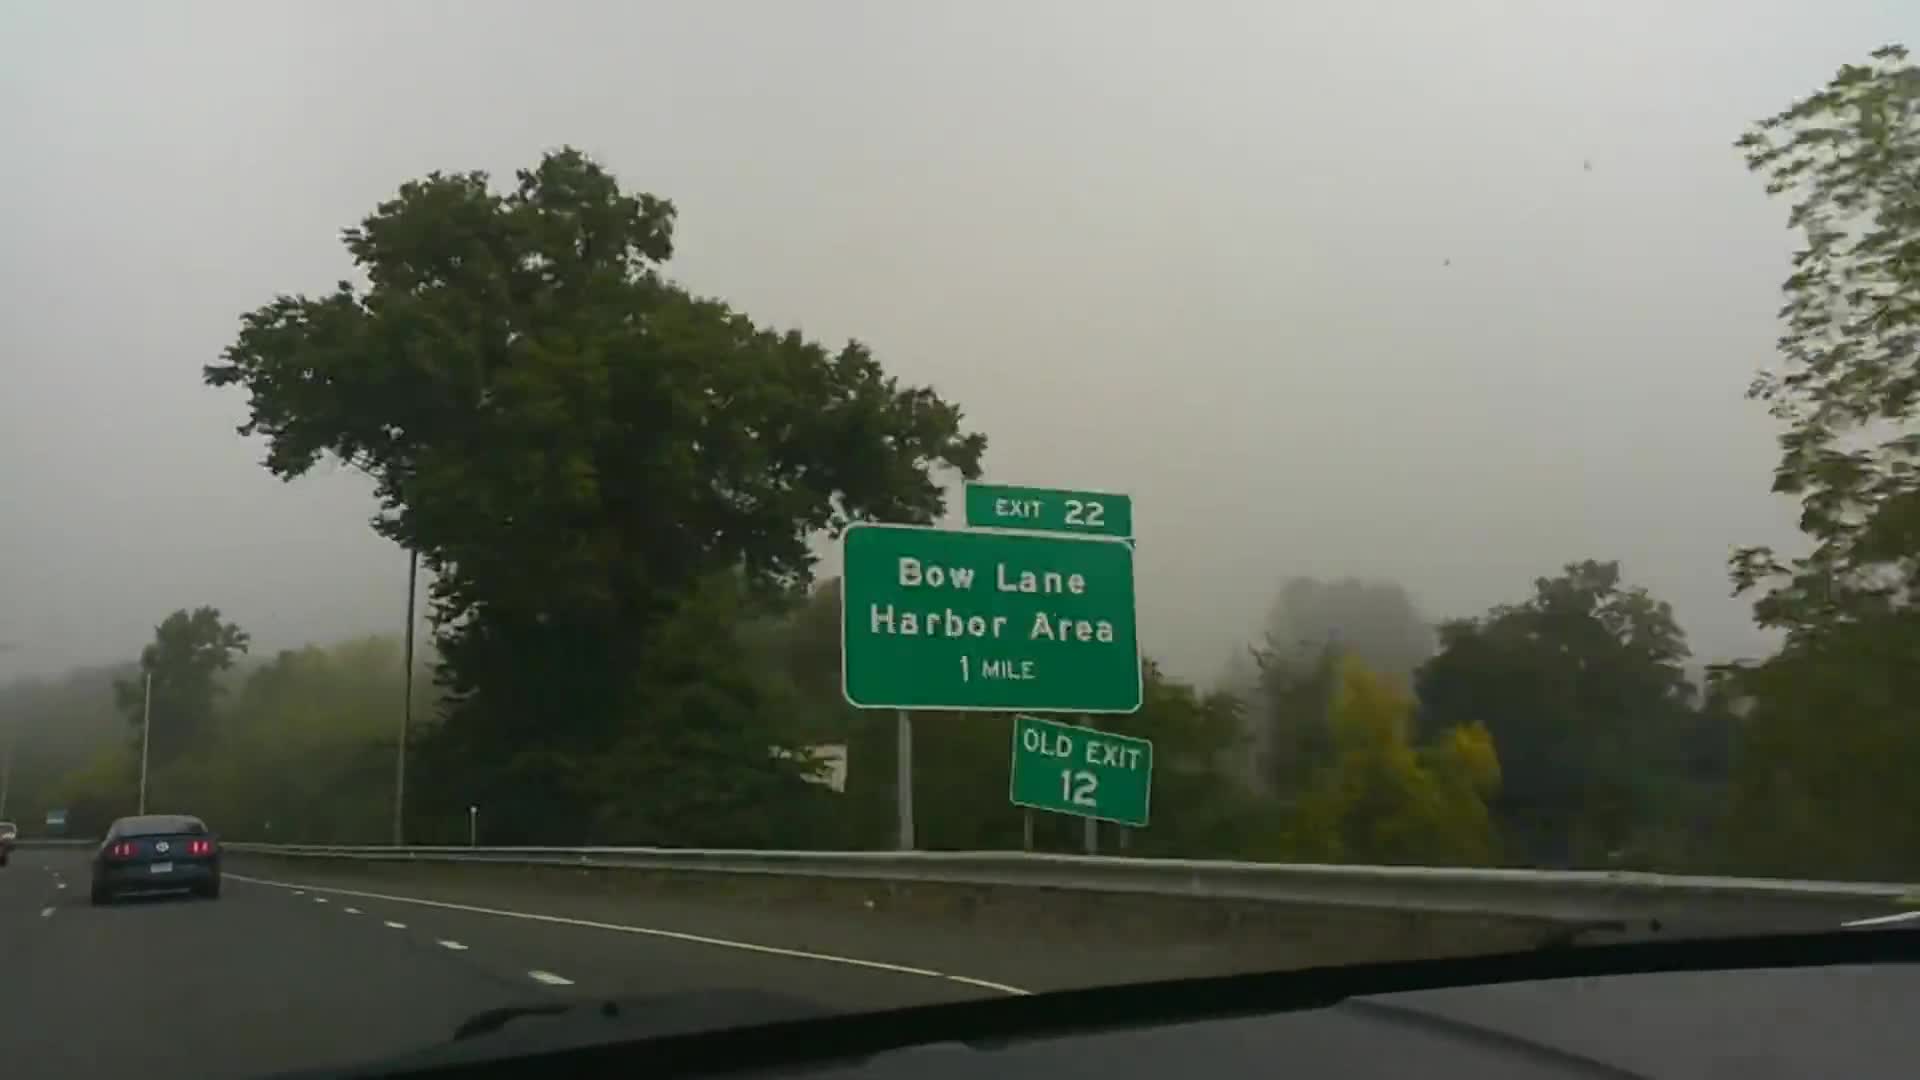 EXIT 22
Bow Lane
Harbor Area
1 MILE
OLD EXIT
12